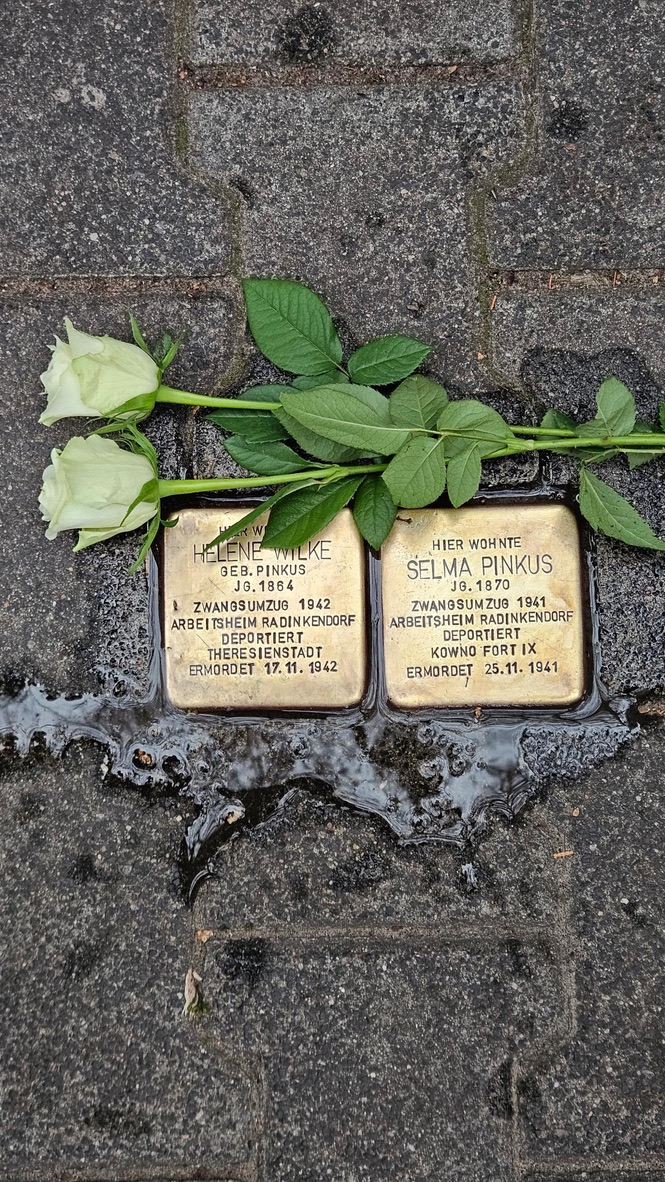 HIER WO
HELENE WILKE
GEB. PINKUS
JG. 1864
ZWANGSUMZUG 1942
ARBEITSHEIM RADINKENDORF
DEPORTIERT
THERESIENSTADT
ERMORDET 17.11. 1942
HIER WOHNTE
SELMA PINKUS
JG. 1870
ZWANGSUMZUG 1941
ARBEITSHEIM RADINKENDORF
DEPORTIERT
KOWNO FORT IX
ERMORDET 25.11. 1941